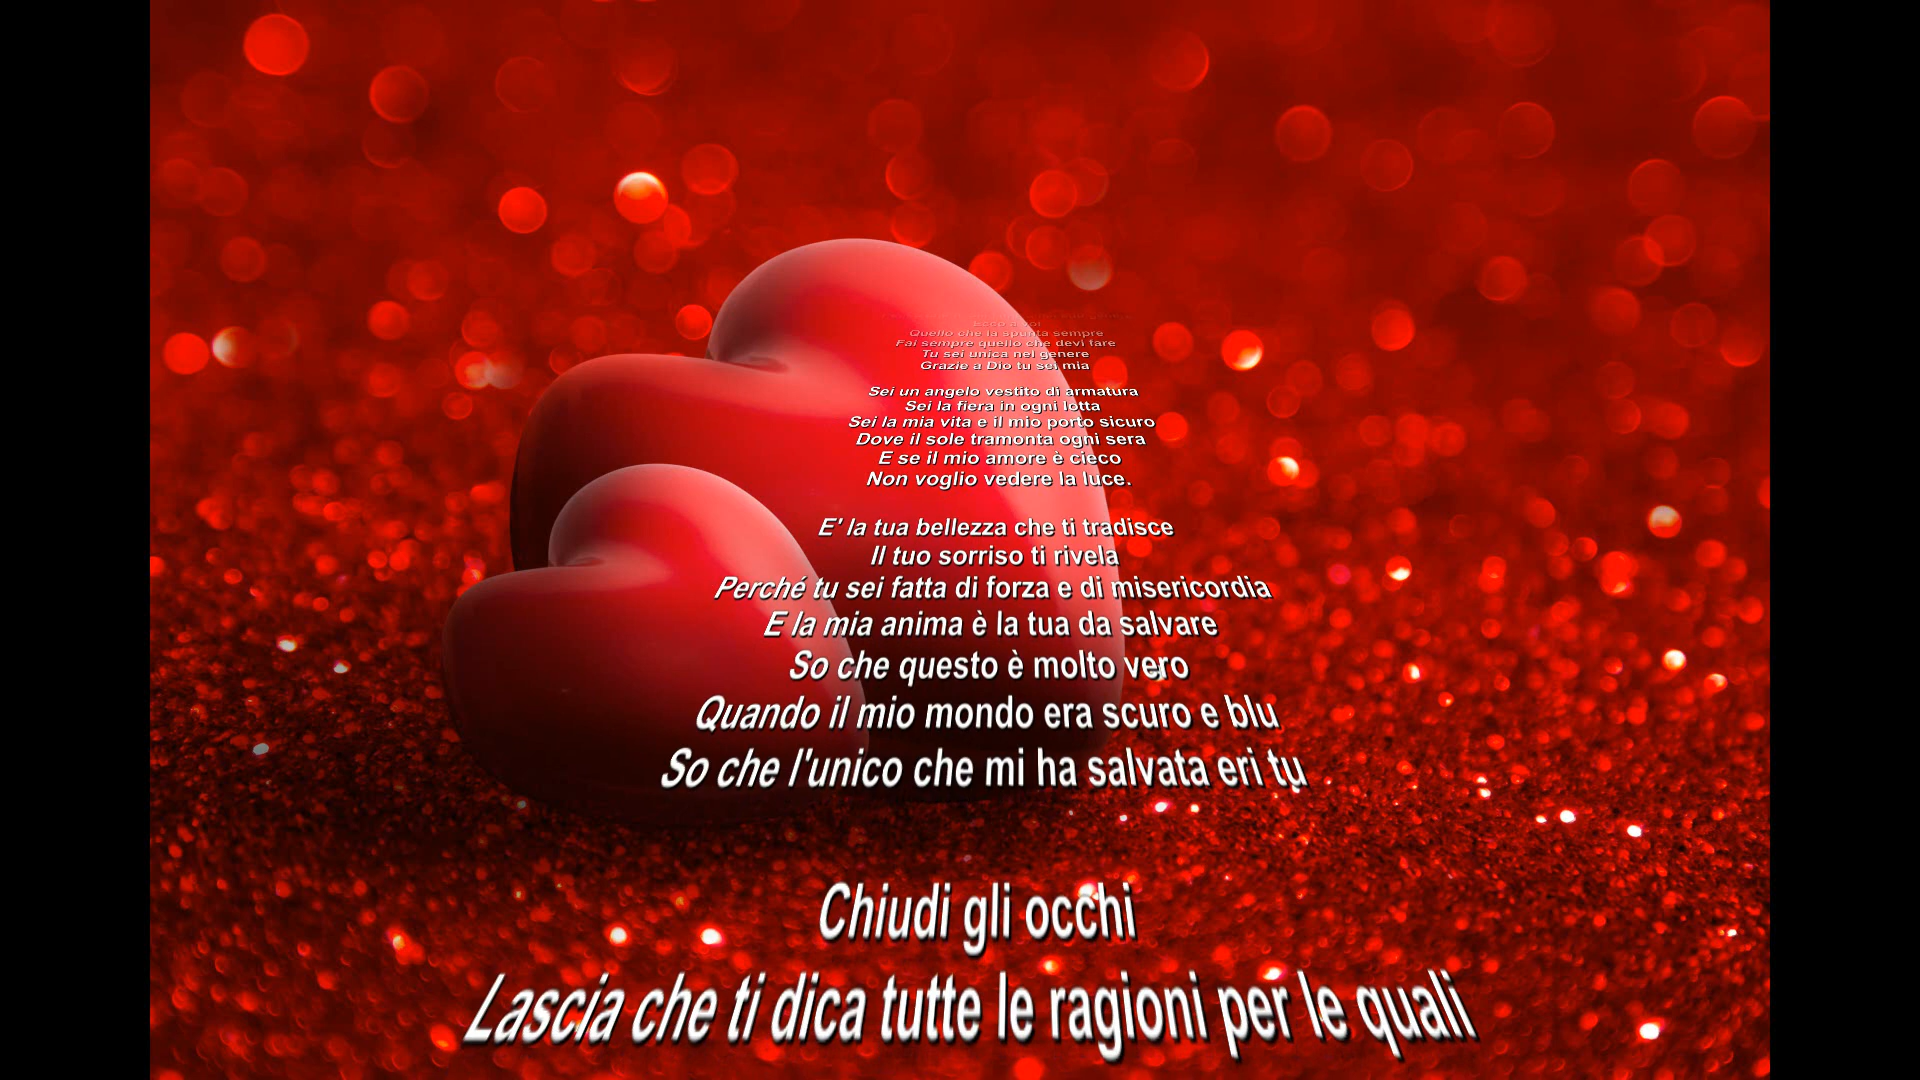 Ecco a voi
Quello che la spunta sempre
Fai sempre quello che devi fare
Tu sei unica nel genere
Grazie a Dio tu sei mia
Sei un angelo vestito di armatura
Sei la fiera in ogni lotta
Sei la mia vita e il mio porto sicuro
Dove il sole tramonta ogni sera
E se il mio amore è cieco
Non voglio vedere la luce.
E' la tua bellezza che ti tradisce
Il tuo sorriso ti rivela
Perché tu sei fatta di forza e di misericordia
E la mia anima è la tua da salvare
So che questo è molto vero
Quando il mio mondo era scuro e blu
So che l'unico che mi ha salvata eri tu
Chiudi gli occhi
Lascia che ti dica tutte le ragioni per le quali